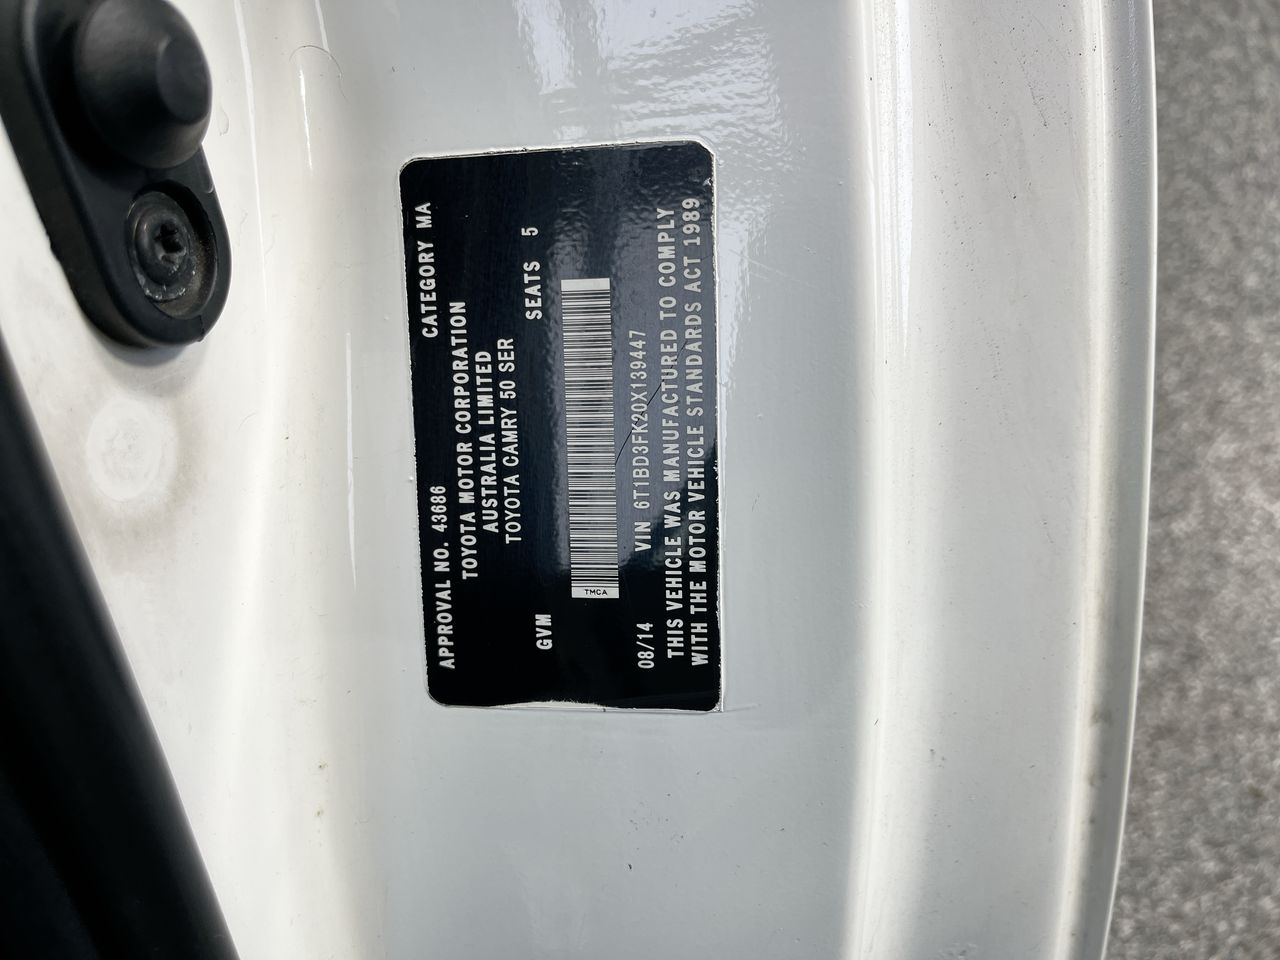 APPROVAL NO. 43686 CATEGORY MA
TOYOTA MOTOR CORPORATION
AUSTRALIA LIMITED
TOYOTA CAMRY 50 SER
GVM SEATS 5
TMCA
08/14 VIN 6T1BD3FK20X139447
THIS VEHICLE WAS MANUFACTURED TO COMPLY
WITH THE MOTOR VEHICLE STANDARDS ACT 1989